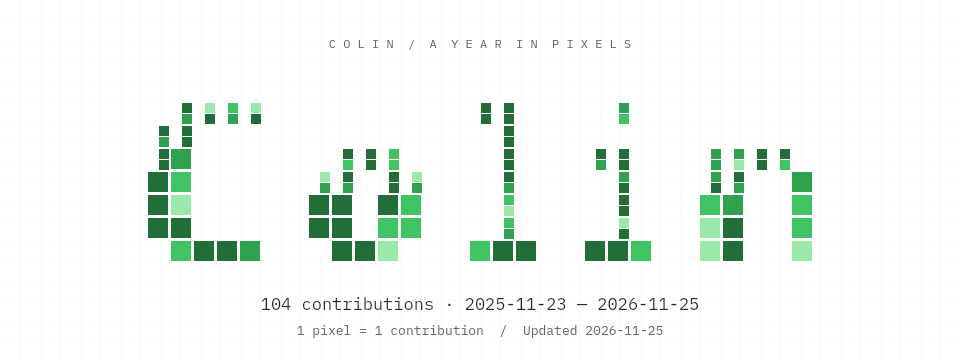 COLIN / A YEAR IN PIXELS
Colin
104 contributions · 2025-11-23 — 2026-11-25
1 pixel = 1 contribution / Updated 2026-11-25